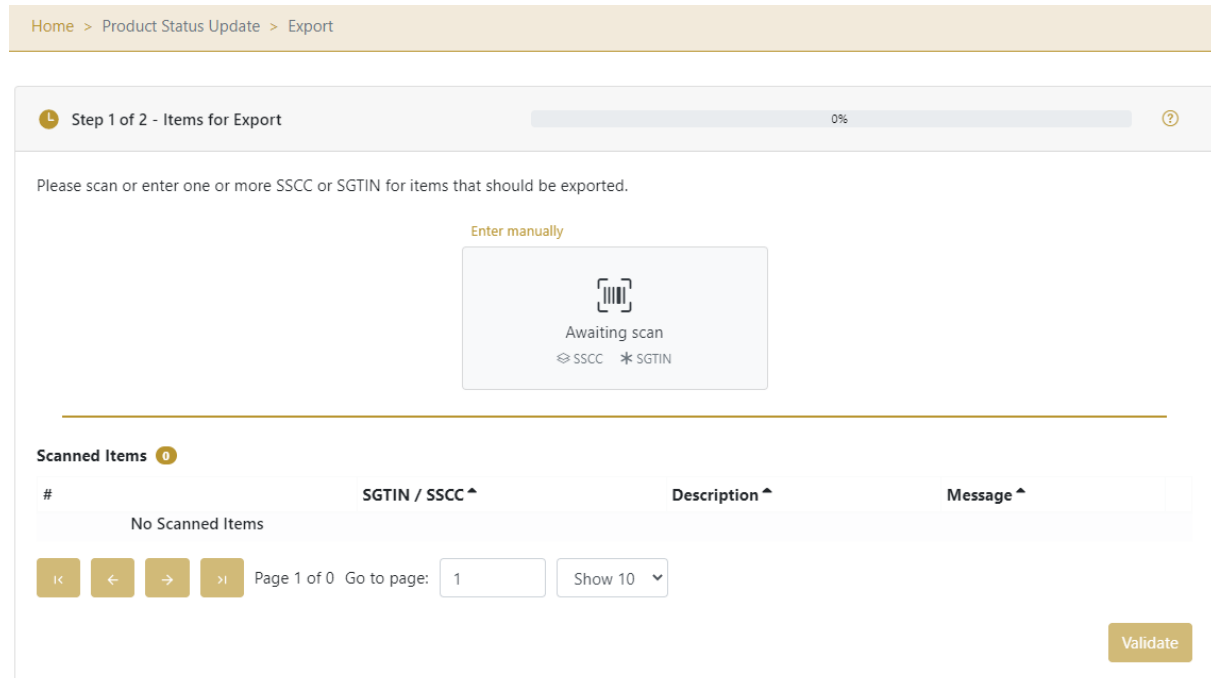 Home > Product Status Update > Export
Step 1 of 2 - Items for Export 0%
Please scan or enter one or more SSCC or SGTIN for items that should be exported.
Enter manually
Awaiting scan
SSCC SGTIN
Scanned Items 0
# SGTIN / SSCC Description Message
No Scanned Items
Page 1 of 0 Go to page: 1 Show 10
Validate